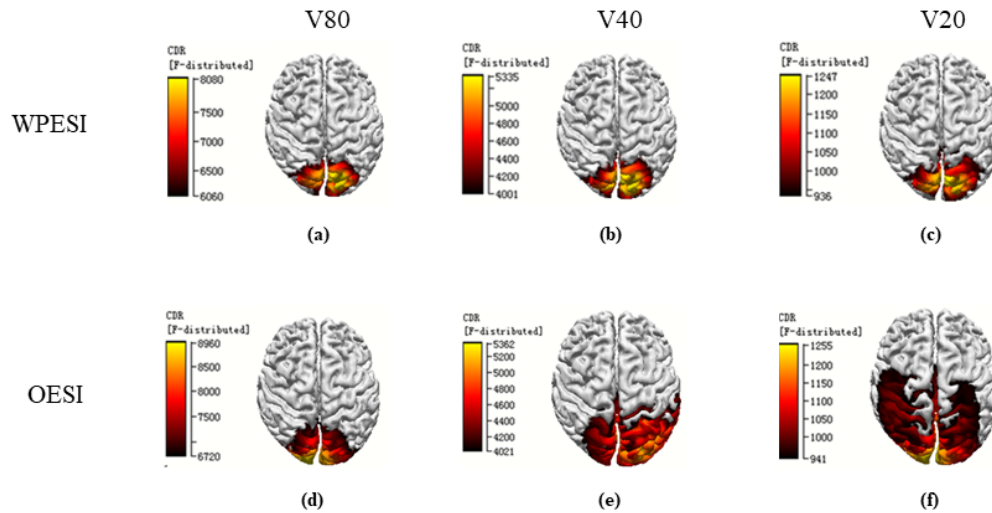 V80 V40 V20
WPESI
CDR
[F-distributed]
8080
7500
7000
6500
6060
(a)
CDR
[F-distributed]
5335
5000
4800
4600
4400
4200
4001
(b)
CDR
[F-distributed]
1247
1200
1150
1100
1050
1000
936
(c)
OESI
CDR
[F-distributed]
8960
8500
8000
7500
6720
(d)
CDR
[F-distributed]
5362
5200
5000
4800
4600
4400
4200
4021
(e)
CDR
[F-distributed]
1255
1200
1150
1100
1050
1000
941
(f)